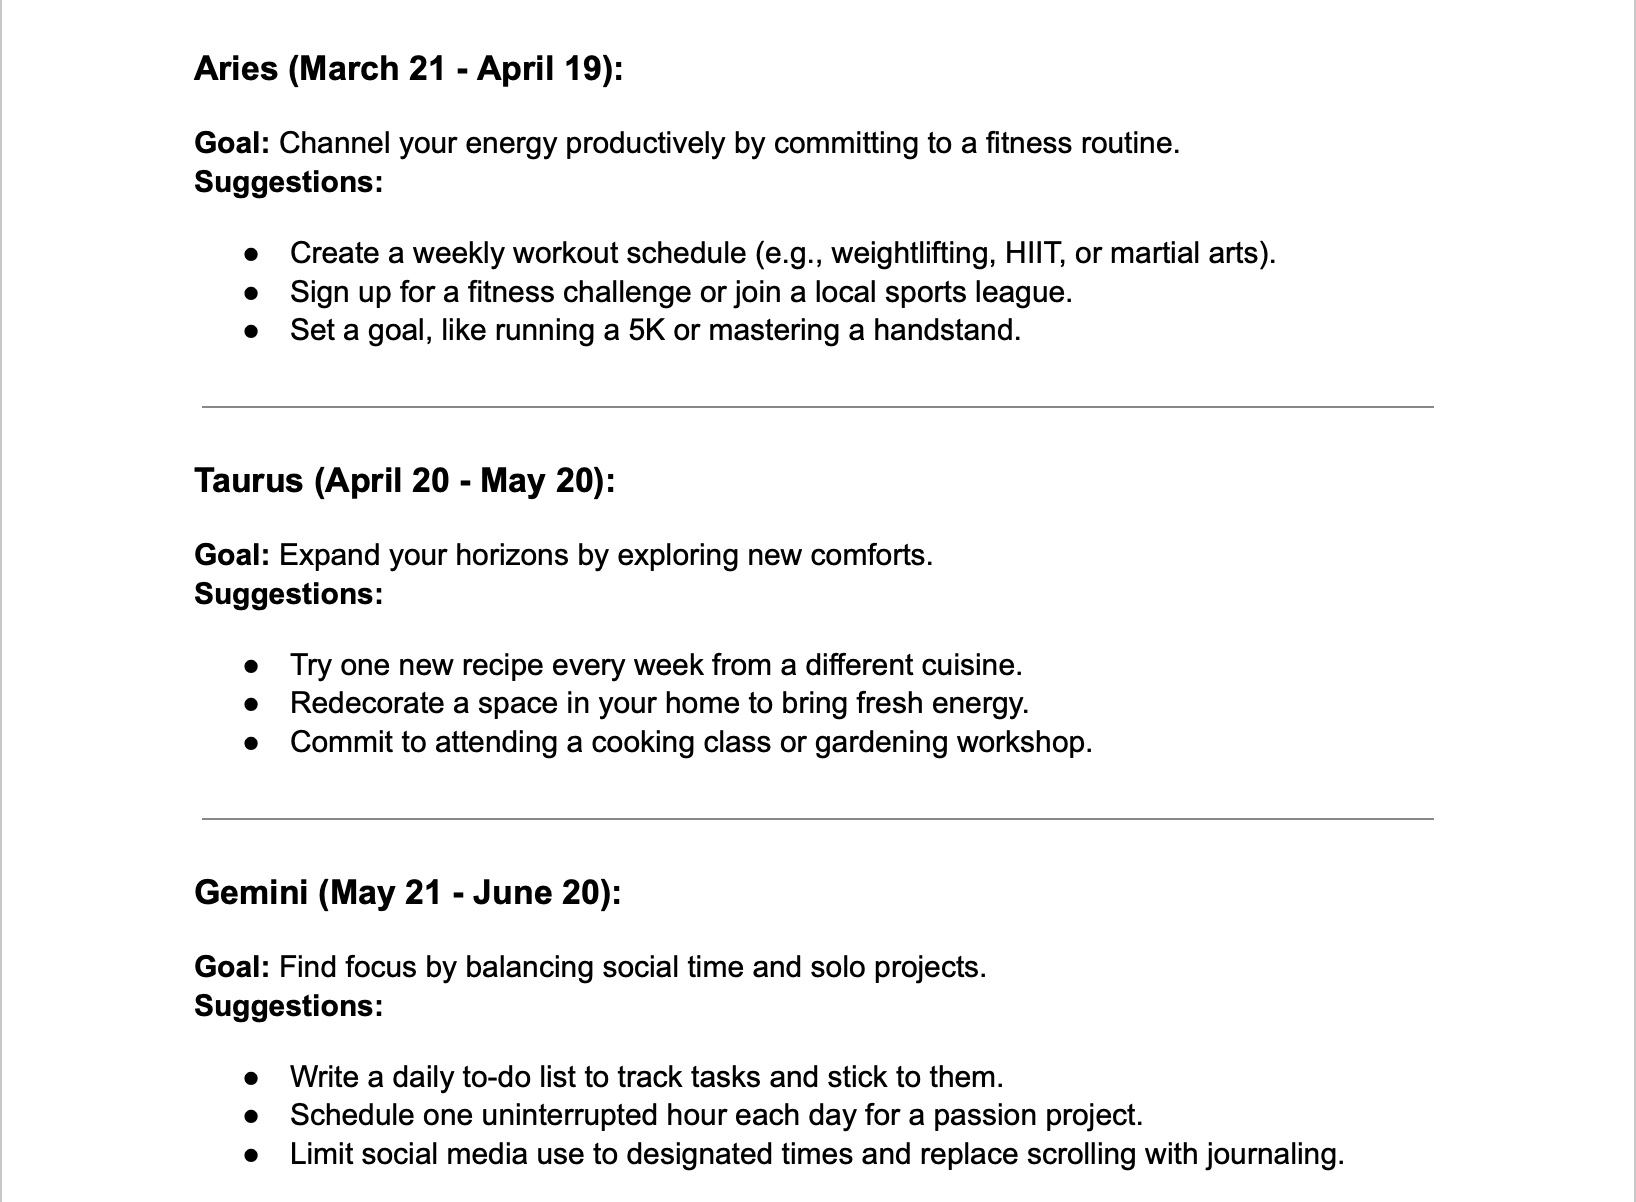 Aries (March 21 - April 19):
Goal: Channel your energy productively by committing to a fitness routine.
Suggestions:
● Create a weekly workout schedule (e.g., weightlifting, HIIT, or martial arts).
● Sign up for a fitness challenge or join a local sports league.
● Set a goal, like running a 5K or mastering a handstand.
Taurus (April 20 - May 20):
Goal: Expand your horizons by exploring new comforts.
Suggestions:
● Try one new recipe every week from a different cuisine.
● Redecorate a space in your home to bring fresh energy.
● Commit to attending a cooking class or gardening workshop.
Gemini (May 21 - June 20):
Goal: Find focus by balancing social time and solo projects.
Suggestions:
● Write a daily to-do list to track tasks and stick to them.
● Schedule one uninterrupted hour each day for a passion project.
● Limit social media use to designated times and replace scrolling with journaling.